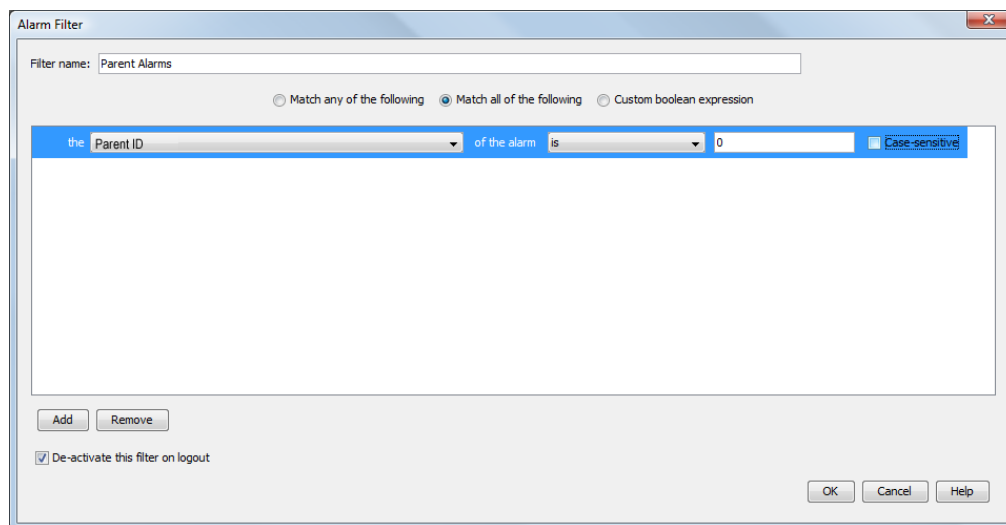 Alarm Filter
Filter name: Parent Alarms
Match any of the following Match all of the following Custom boolean expression
the Parent ID of the alarm is 0 Case-sensitive
Add Remove
De-activate this filter on logout
OK Cancel Help